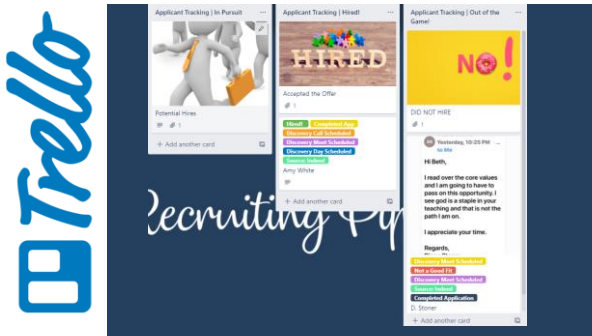 Trello
Applicant Tracking | In Pursuit
Potential Hires
1
+ Add another card
Applicant Tracking | Hired!
HIRED
Accepted the Offer
1
Hired! Completed App
Discovery Call Scheduled
Discovery Meet Scheduled
Discovery Day Scheduled
Source: Indeed
Amy White
+ Add another card
Applicant Tracking | Out of the
Game!
NO!
DID NOT HIRE
1
Yesterday, 10:25 PM
to Me
Hi Beth,
I read over the core values
and I am going to have to
pass on this opportunity. I
see god is a staple in your
teaching and that is not the
path I am on.
I appreciate your time.
Regards,
Discovery Meet Scheduled
Not a Good Fit
Discovery Meet Scheduled
Source: Indeed
Completed Application
D. Stoner
+ Add another card
Recruiting Pip